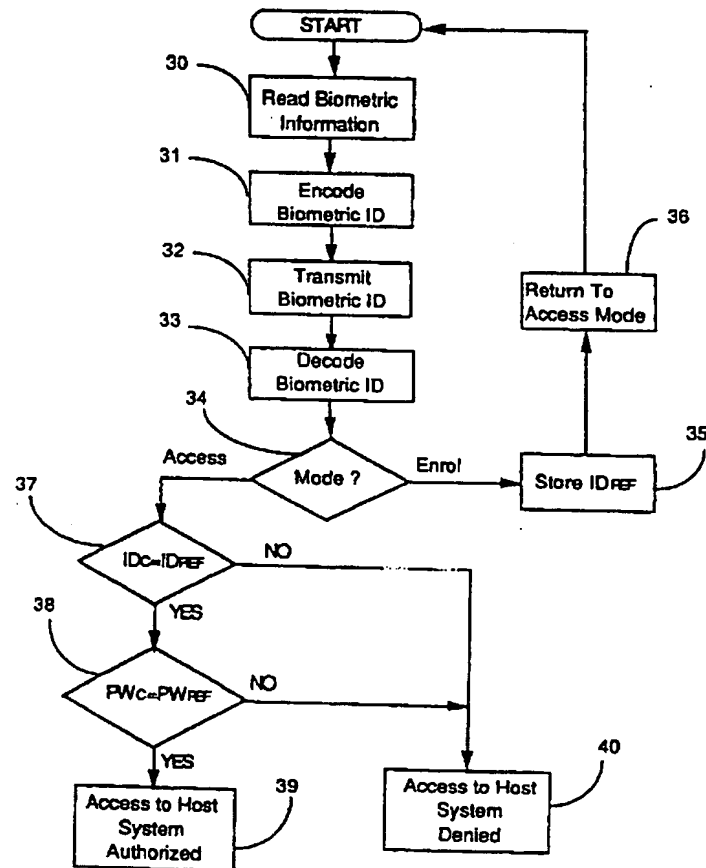 START
30
Read Biometric
Information
31
Encode
Biometric ID
32
Transmit
Biometric ID
36
Return To
Access Mode
33
Decode
Biometric ID
34
Mode ?
Access
Enrol
35
Store IDREF
37
IDC=IDREF
NO
YES
38
PWC=PWREF
NO
YES
39
Access to Host
System
Authorized
40
Access to Host
System
Denied